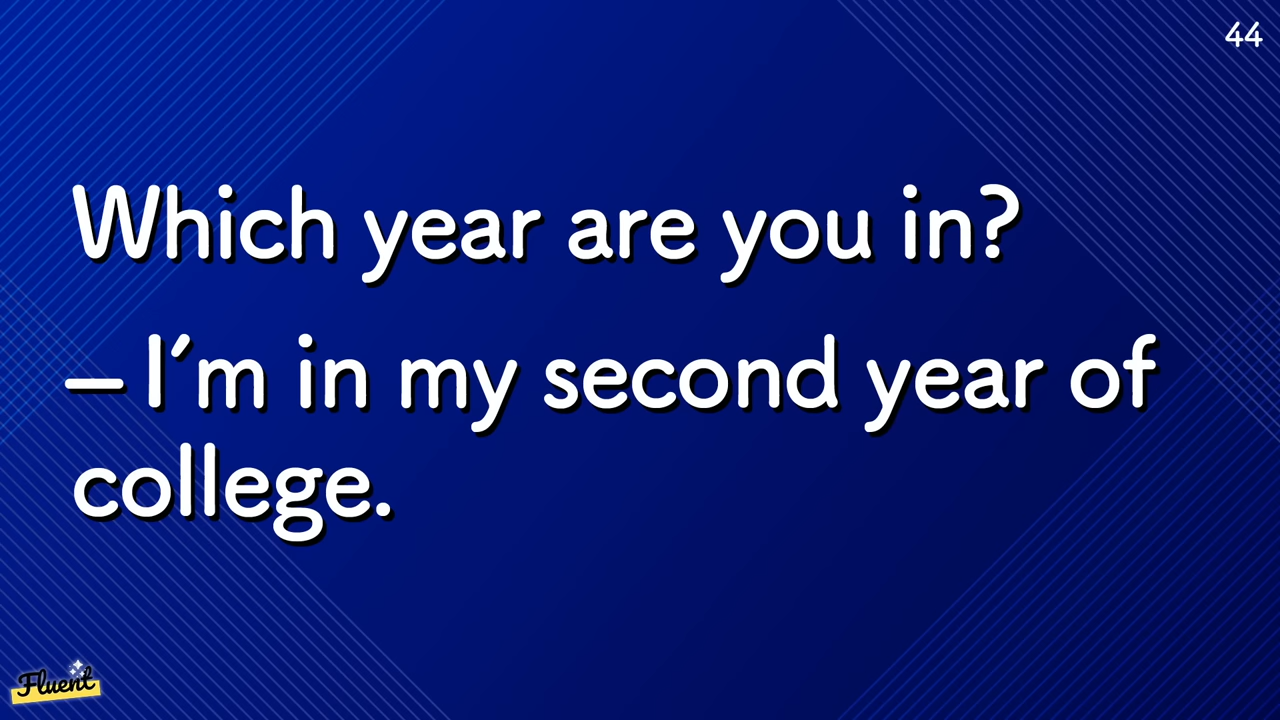 44
Which year are you in?
– I´m in my second year of
college.
Fluent